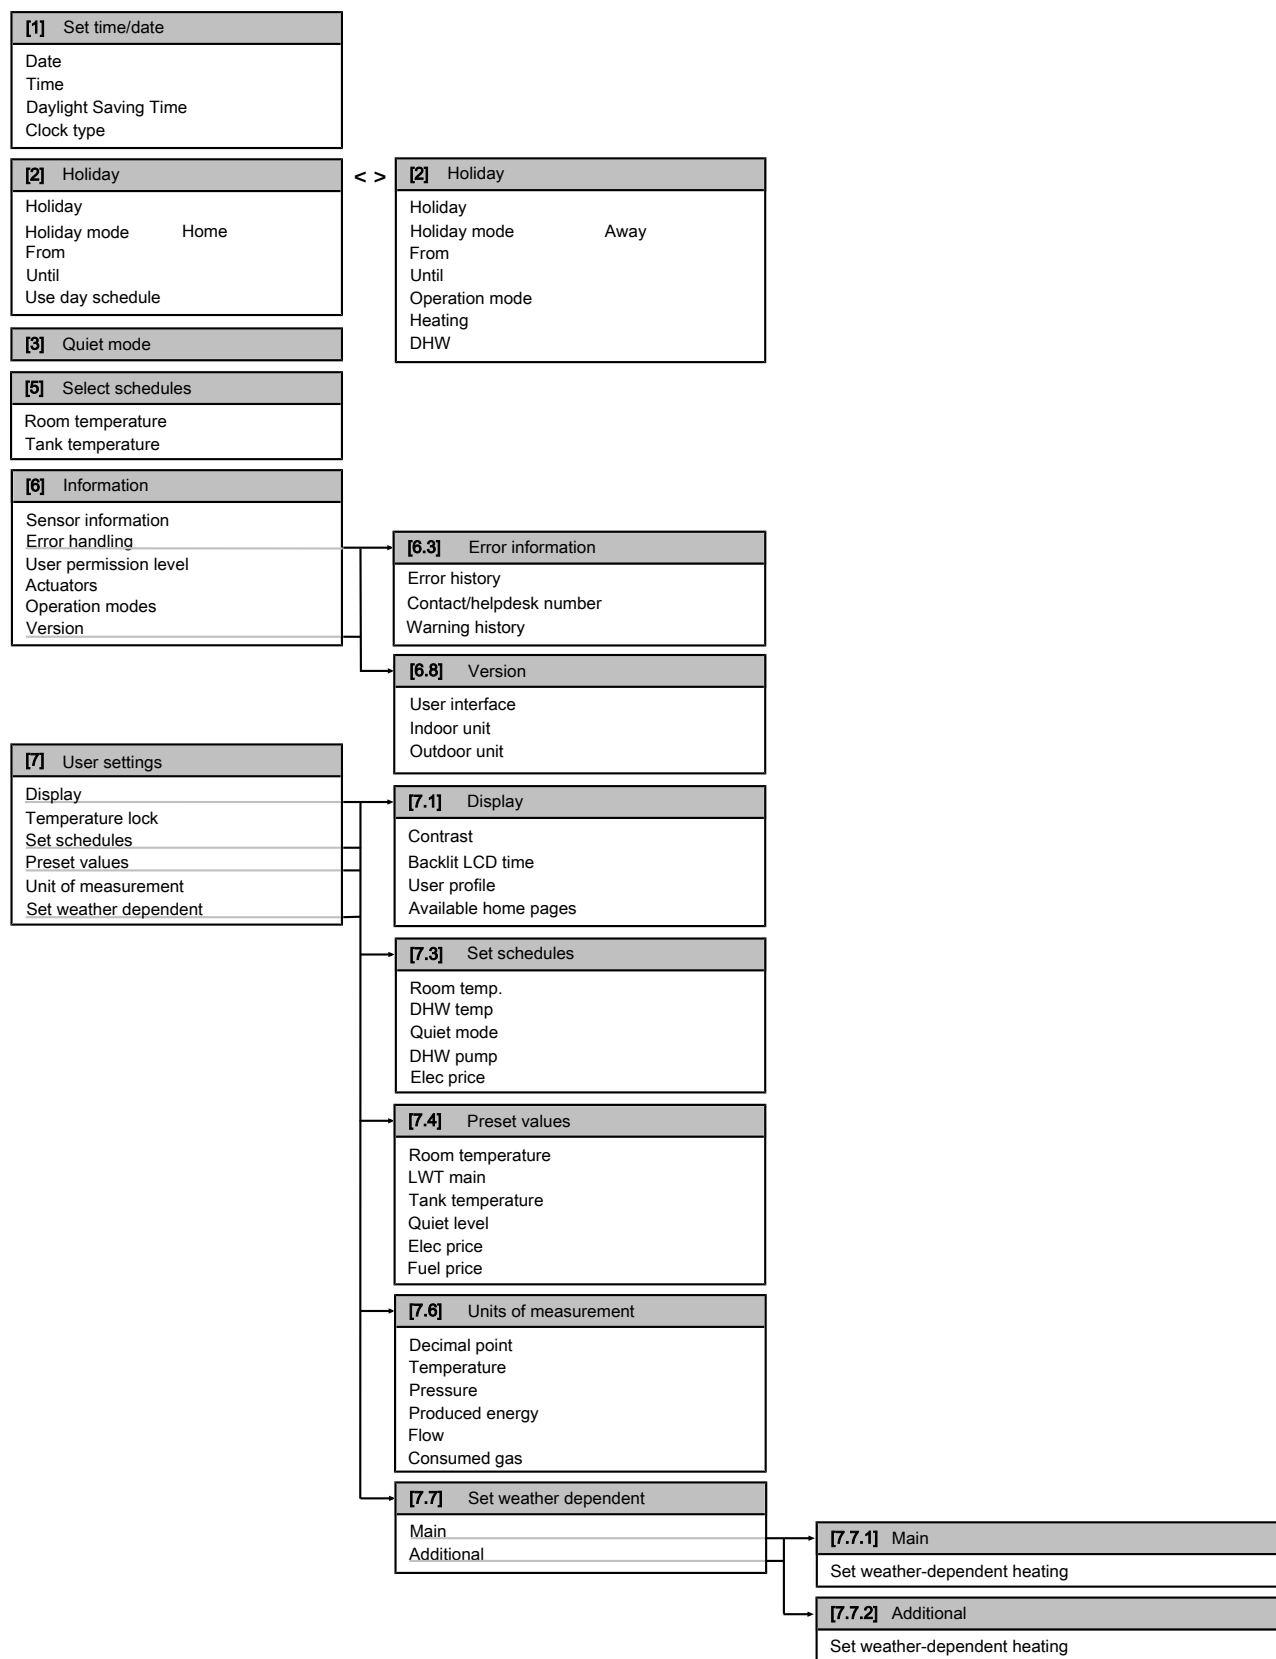 [1] Set time/date
Date
Time
Daylight Saving Time
Clock type
[2] Holiday
Holiday
Holiday mode Home
From
Until
Use day schedule
< >
[2] Holiday
Holiday
Holiday mode Away
From
Until
Operation mode
Heating
DHW
[3] Quiet mode
[5] Select schedules
Room temperature
Tank temperature
[6] Information
Sensor information
Error handling
User permission level
Actuators
Operation modes
Version
[6.3] Error information
Error history
Contact/helpdesk number
Warning history
[6.8] Version
User interface
Indoor unit
Outdoor unit
[7] User settings
Display
Temperature lock
Set schedules
Preset values
Unit of measurement
Set weather dependent
[7.1] Display
Contrast
Backlit LCD time
User profile
Available home pages
[7.3] Set schedules
Room temp.
DHW temp
Quiet mode
DHW pump
Elec price
[7.4] Preset values
Room temperature
LWT main
Tank temperature
Quiet level
Elec price
Fuel price
[7.6] Units of measurement
Decimal point
Temperature
Pressure
Produced energy
Flow
Consumed gas
[7.7] Set weather dependent
Main
Additional
[7.7.1] Main
Set weather-dependent heating
[7.7.2] Additional
Set weather-dependent heating